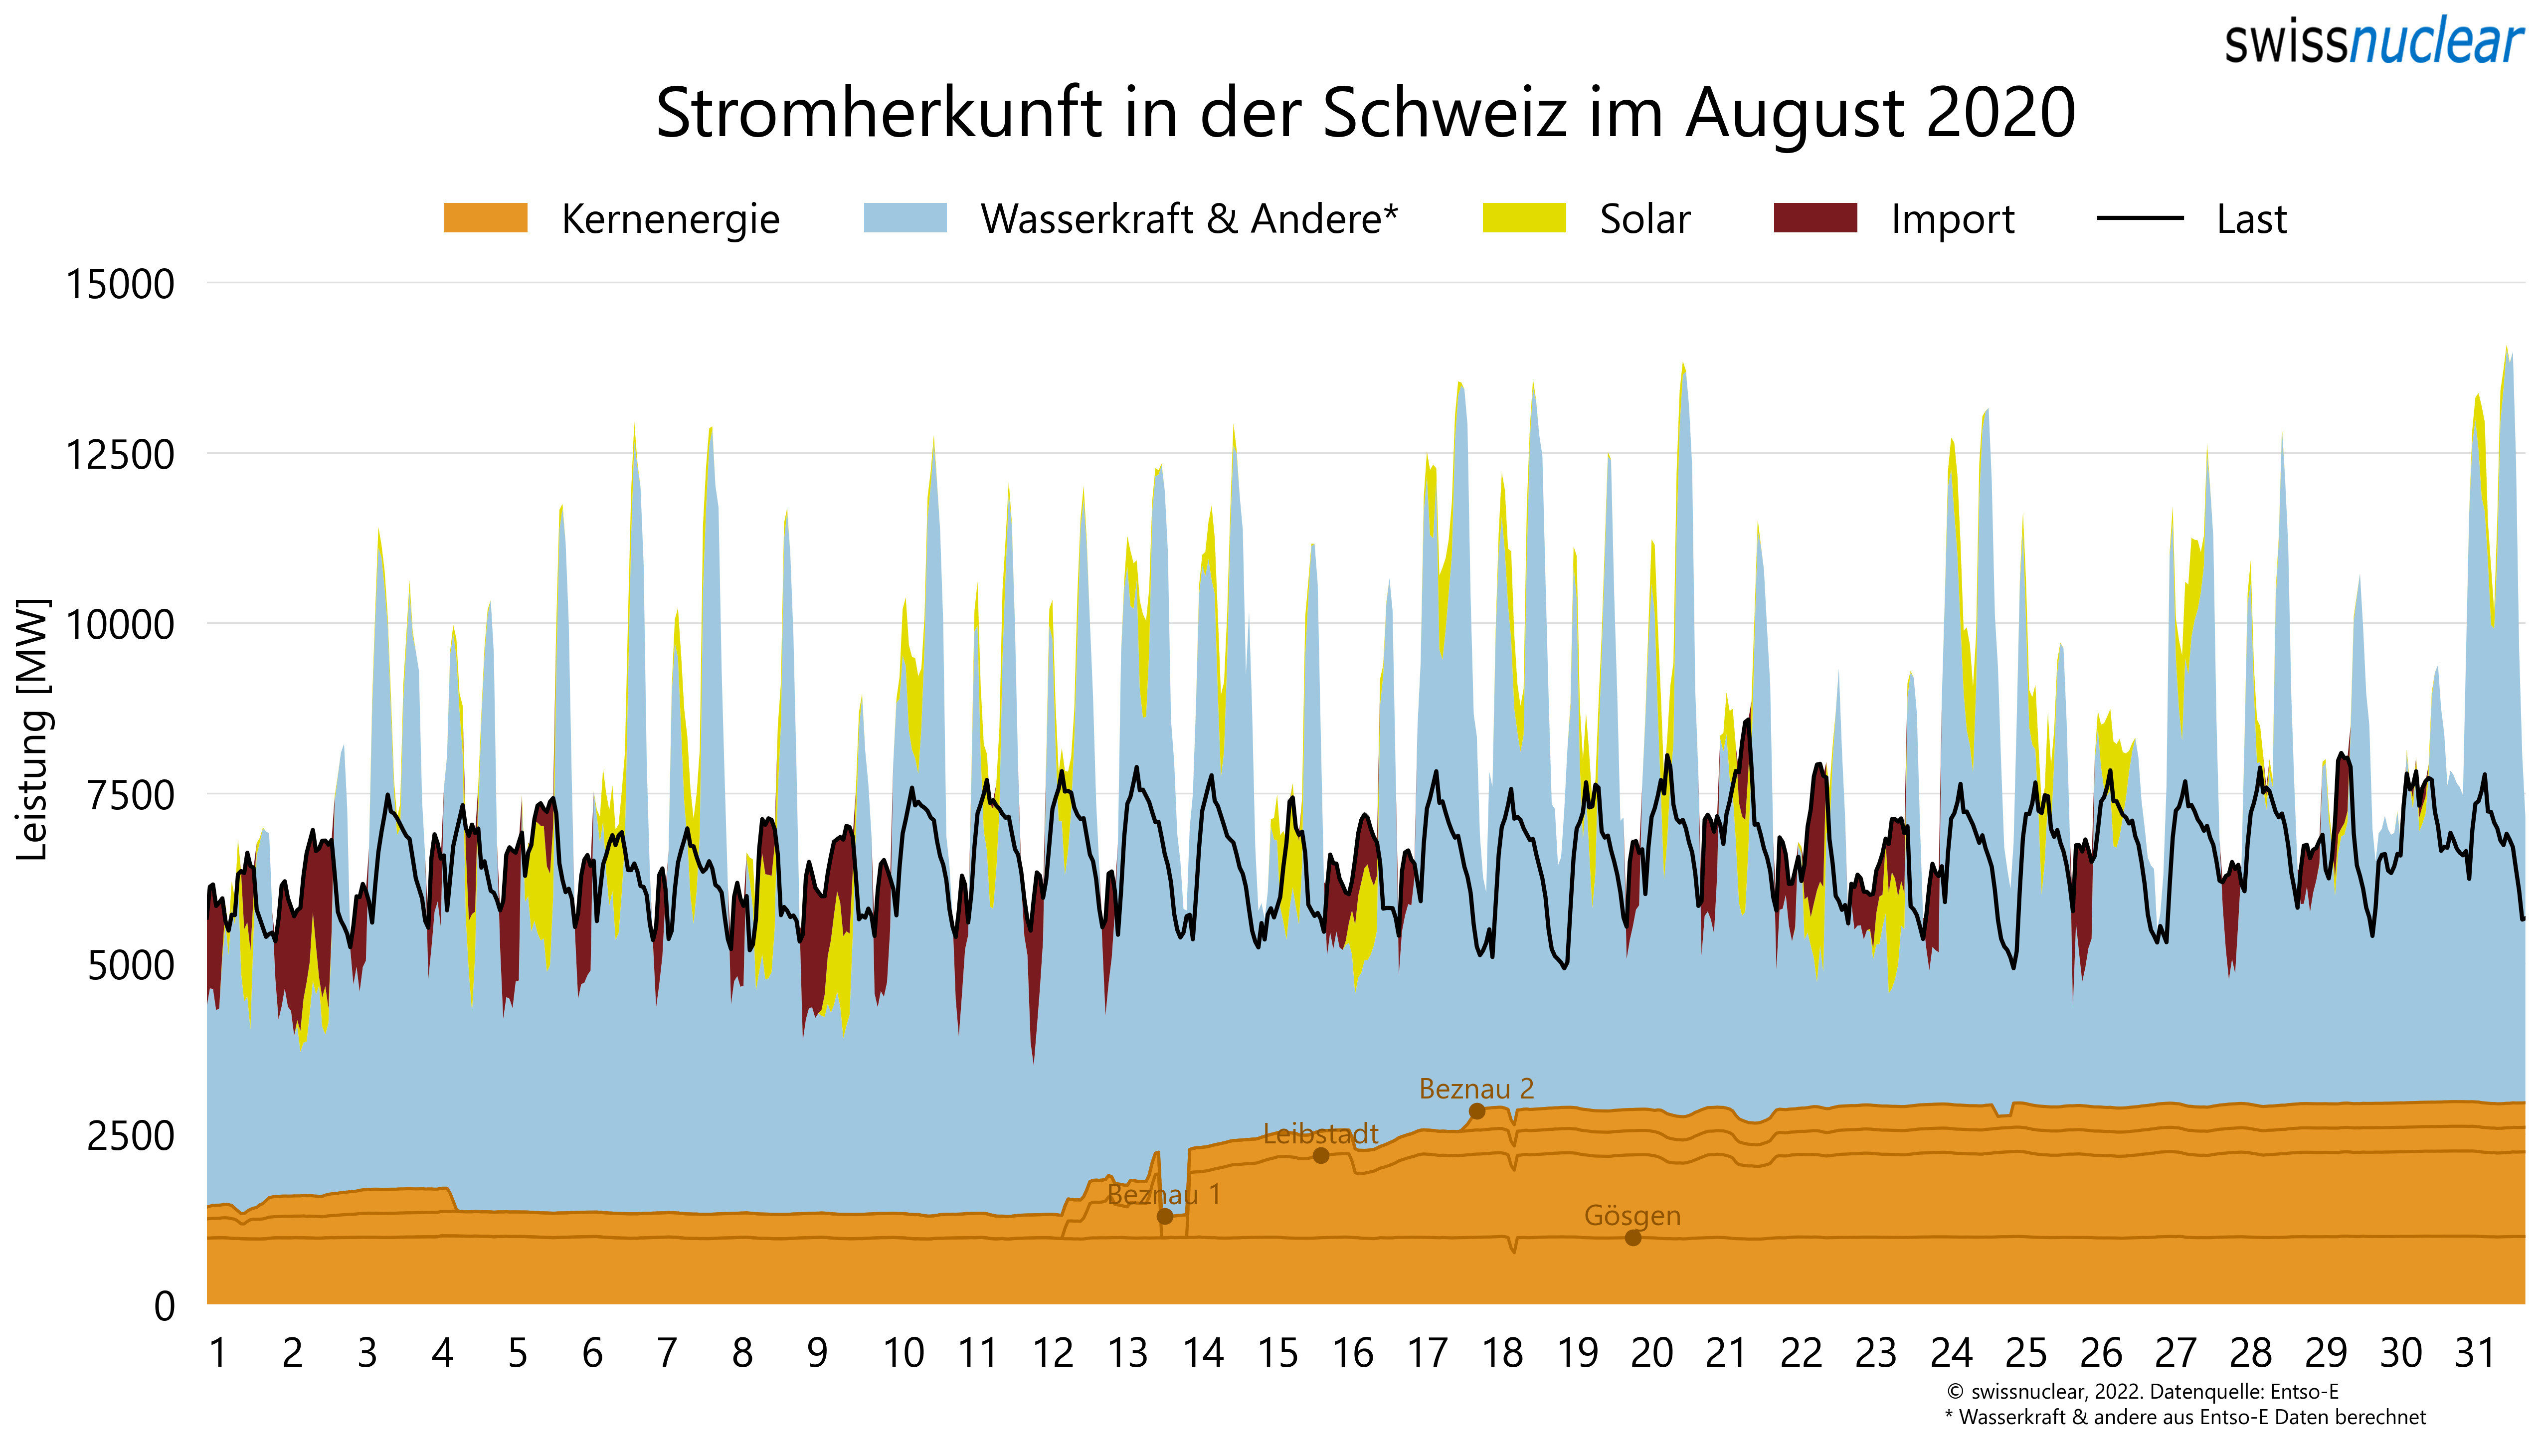 swissnuclear
Stromherkunft in der Schweiz im August 2020
Kernenergie Wasserkraft & Andere* Solar Import Last
Leistung [MW]
15000
12500
10000
7500
5000
2500
0
Beznau 2
Leibstadt
Beznau 1
Gösgen
1 2 3 4 5 6 7 8 9 10 11 12 13 14 15 16 17 18 19 20 21 22 23 24 25 26 27 28 29 30 31
© swissnuclear, 2022. Datenquelle: Entso-E
* Wasserkraft & andere aus Entso-E Daten berechnet